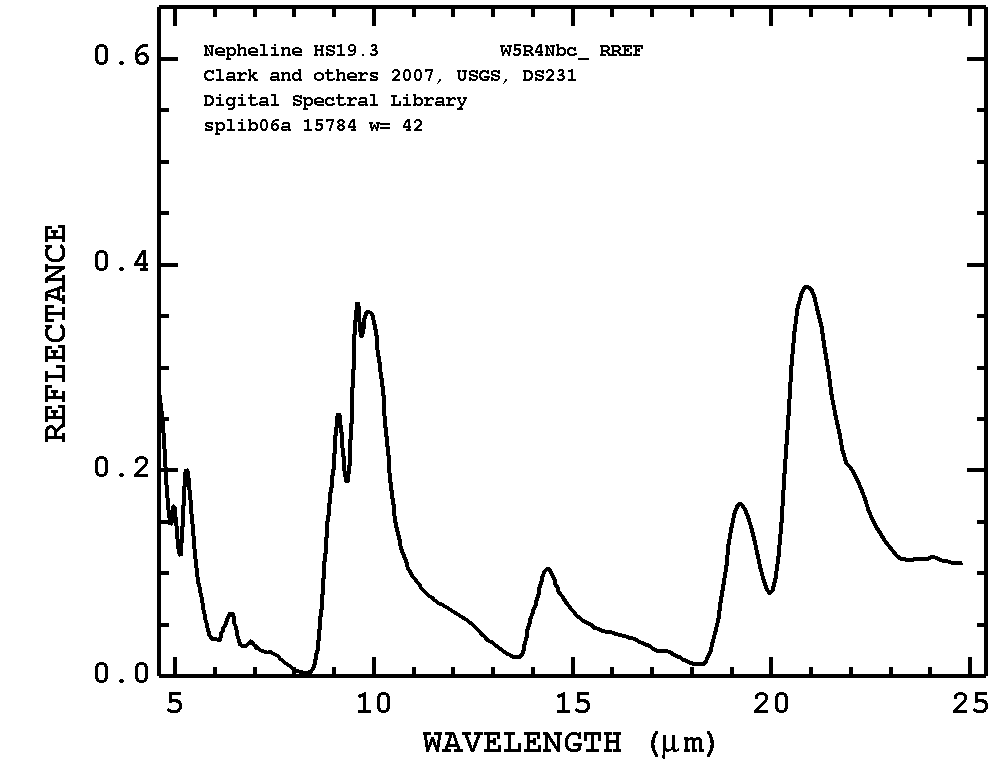 Nepheline HS19.3 W5R4Nbc_ RREF
Clark and others 2007, USGS, DS231
Digital Spectral Library
splib06a 15784 w= 42
REFLECTANCE
0.6
0.4
0.2
0.0
5 10 15 20 25
WAVELENGTH (μm)